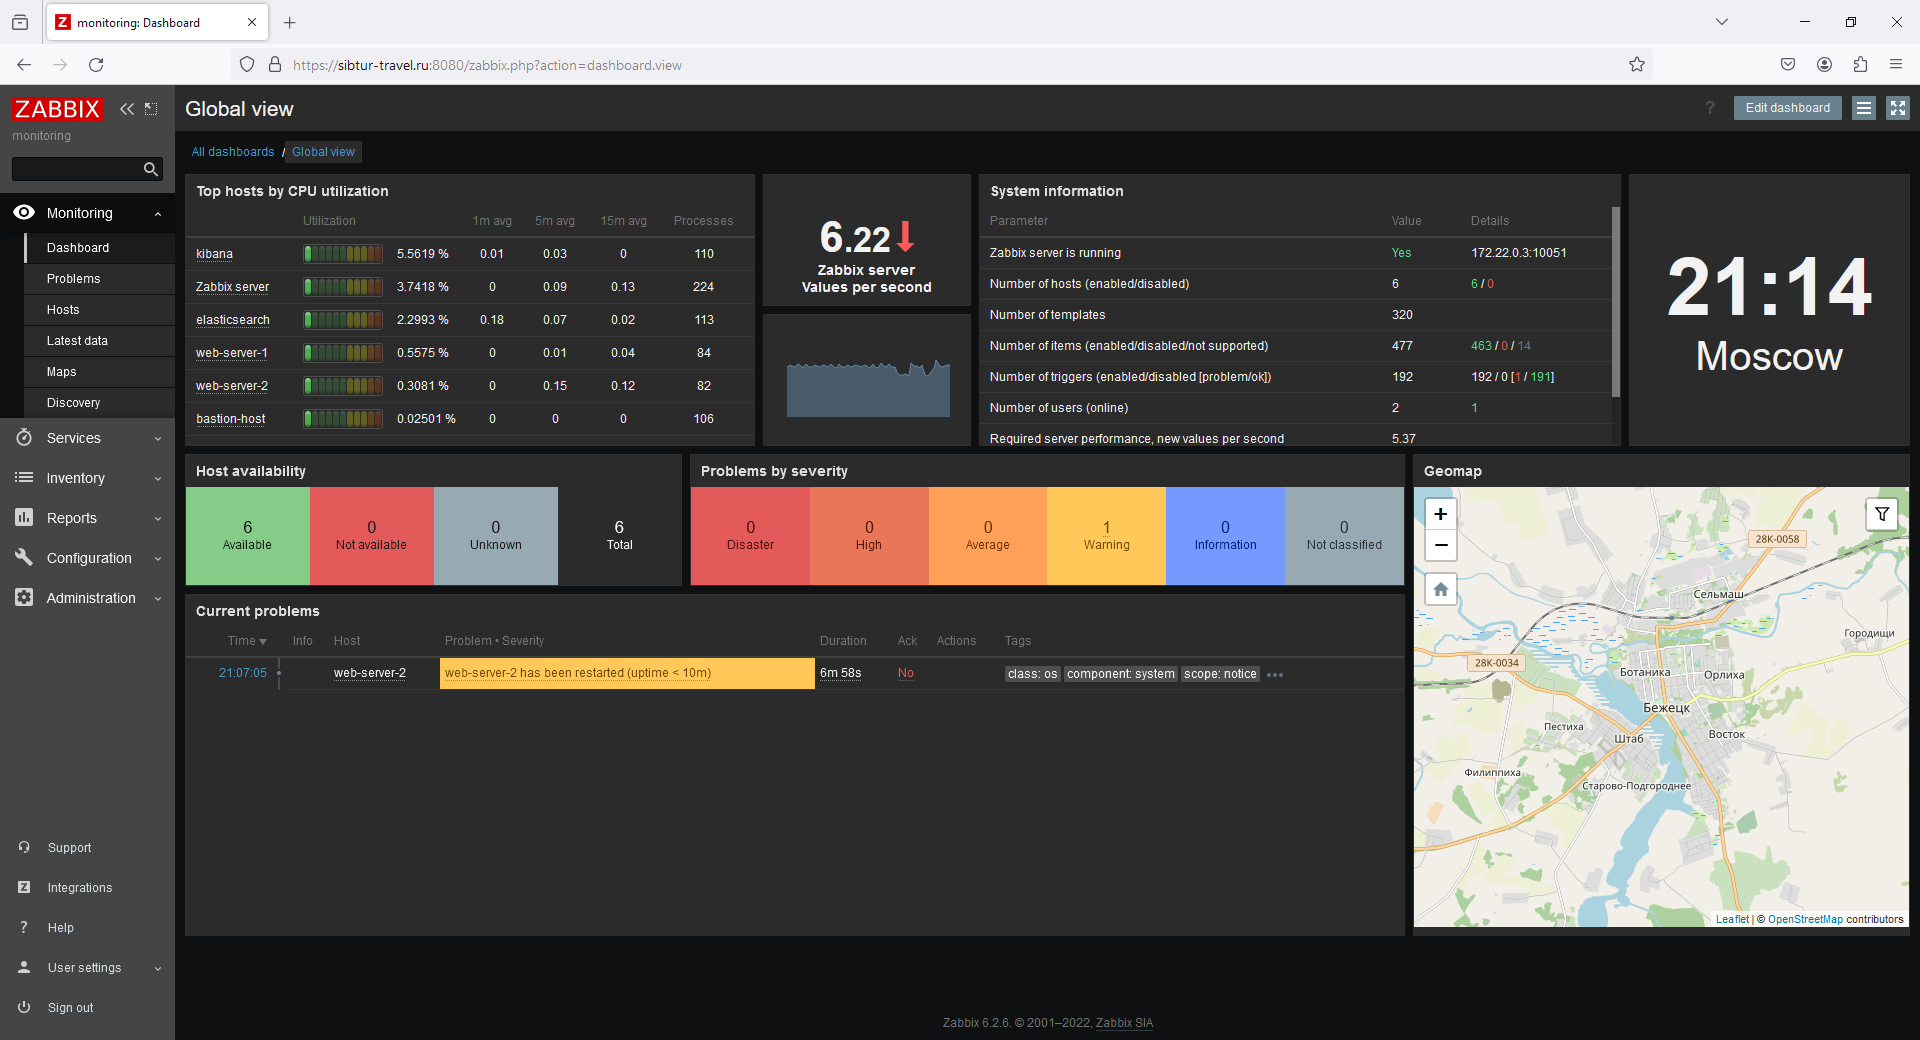 monitoring: Dashboard
https://sibtur-travel.ru:8080/zabbix.php?action=dashboard.view
ZABBIX
monitoring
Monitoring
Dashboard
Problems
Hosts
Latest data
Maps
Discovery
Services
Inventory
Reports
Configuration
Administration
Support
Integrations
Help
User settings
Sign out
Global view
? Edit dashboard
All dashboards / Global view
Top hosts by CPU utilization
Utilization 1m avg 5m avg 15m avg Processes
kibana 5.5619 % 0.01 0.03 0 110
Zabbix server 3.7418 % 0 0.09 0.13 224
elasticsearch 2.2993 % 0.18 0.07 0.02 113
web-server-1 0.5575 % 0 0.01 0.04 84
web-server-2 0.3081 % 0 0.15 0.12 82
bastion-host 0.02501 % 0 0 0 106
6.22
Zabbix server
Values per second
System information
Parameter Value Details
Zabbix server is running Yes 172.22.0.3:10051
Number of hosts (enabled/disabled) 6 6 / 0
Number of templates 320
Number of items (enabled/disabled/not supported) 477 463 / 0 / 14
Number of triggers (enabled/disabled [problem/ok]) 192 192 / 0 [1 / 191]
Number of users (online) 2 1
Required server performance, new values per second 5.37
21:14
Moscow
Host availability
6 Available
0 Not available
0 Unknown
6 Total
Problems by severity
0 Disaster
0 High
0 Average
1 Warning
0 Information
0 Not classified
Current problems
Time Info Host Problem • Severity Duration Ack Actions Tags
21:07:05 web-server-2 web-server-2 has been restarted (uptime < 10m) 6m 58s No class: os component: system scope: notice
Geomap
+
−
28K-0058
Сельмаш
Городищи
28K-0034
Ботаника
Орлиха
Бежецк
Пестиха
Штаб
Восток
Филиппиха
Старово-Подгороднее
Leaflet | © OpenStreetMap contributors
Zabbix 6.2.6. © 2001–2022, Zabbix SIA